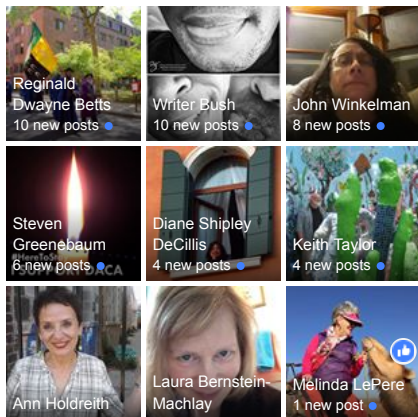 Reginald
Dwayne Betts
10 new posts
Writer Bush
10 new posts
John Winkelman
8 new posts
Steven
Greenebaum
6 new posts
Diane Shipley
DeCillis
4 new posts
Keith Taylor
4 new posts
Ann Holdreith
Laura Bernstein-
Machlay
Melinda LePere
1 new post